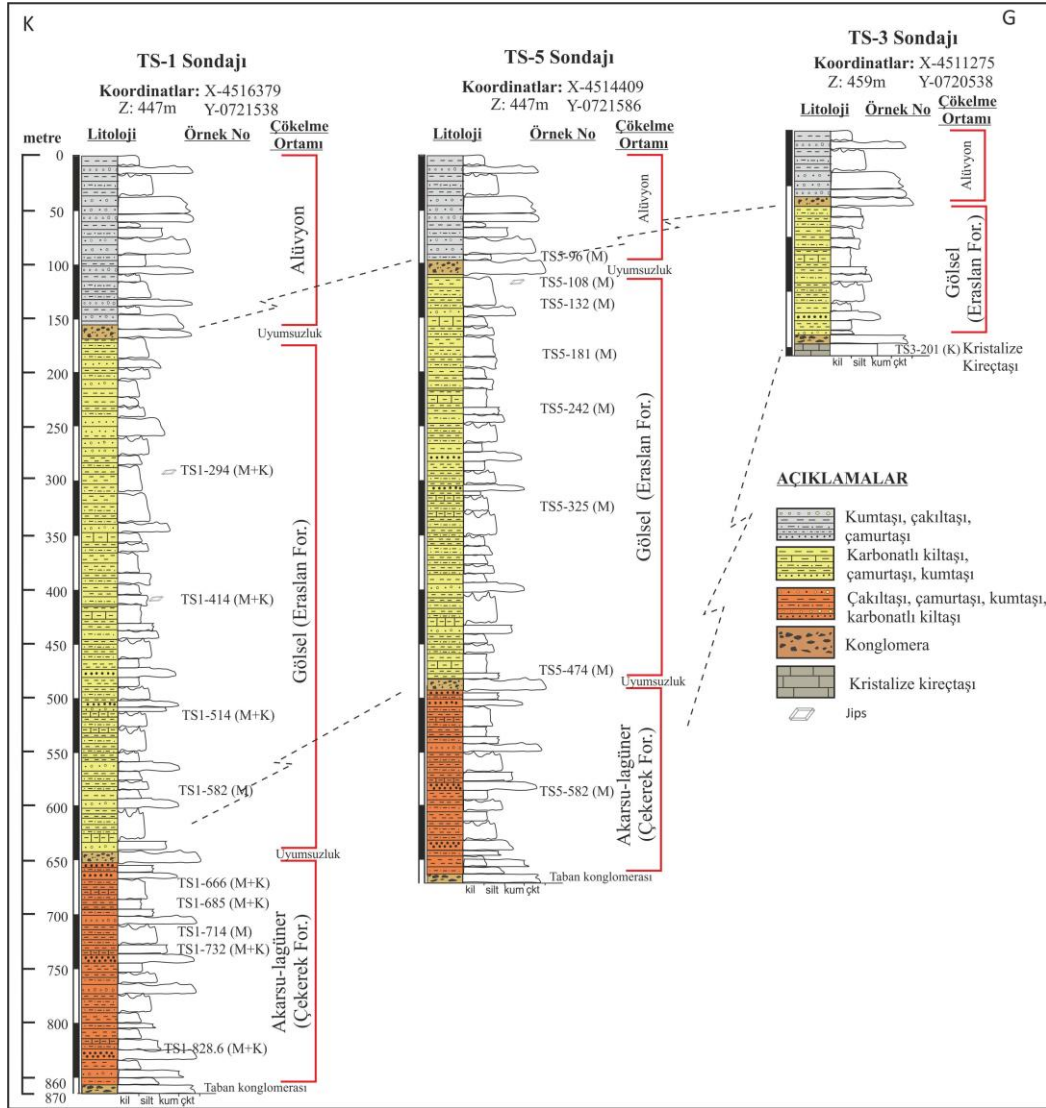 K
G
TS-1 Sondajı
Koordinatlar: X-4516379
Z: 447m Y-0721538
metre
Litoloji Örnek No Çökelme Ortamı
0
50
100
150
200
250
300
350
400
450
500
550
600
650
700
750
800
860
870
Alüvyon
Uyumsuzluk
TS1-294 (M+K)
TS1-414 (M+K)
TS1-514 (M+K)
TS1-582 (M)
Gölsel (Eraslan For.)
Uyumsuzluk
TS1-666 (M+K)
TS1-685 (M+K)
TS1-714 (M)
TS1-732 (M+K)
TS1-828.6 (M+K)
Akarsu-lagüner
(Çekerek For.)
Taban konglomerası
kil silt kum çkt
TS-5 Sondajı
Koordinatlar: X-4514409
Z: 447m Y-0721586
Litoloji Örnek No Çökelme Ortamı
Alüvyon
TS5-96 (M)
Uyumsuzluk
TS5-108 (M)
TS5-132 (M)
TS5-181 (M)
TS5-242 (M)
TS5-325 (M)
TS5-474 (M)
Gölsel (Eraslan For.)
Uyumsuzluk
TS5-582 (M)
Akarsu-lagüner
(Çekerek For.)
Taban konglomerası
kil silt kum çkt
TS-3 Sondajı
Koordinatlar: X-4511275
Z: 459m Y-0720538
Litoloji Örnek No Çökelme Ortamı
Alüvyon
Gölsel
(Eraslan For.)
TS3-201 (K) Kristalize
Kireçtaşı
kil silt kum çkt
AÇIKLAMALAR
Kumtaşı, çakıltaşı,
çamurtaşı
Karbonatlı kiltaşı,
çamurtaşı, kumtaşı
Çakıltaşı, çamurtaşı, kumtaşı,
karbonatlı kiltaşı
Konglomera
Kristalize kireçtaşı
Jips